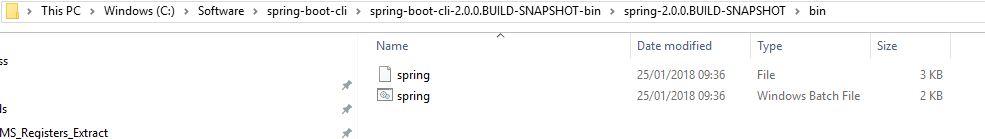 This PC > Windows (C:) > Software > spring-boot-cli > spring-boot-cli-2.0.0.BUILD-SNAPSHOT-bin > spring-2.0.0.BUILD-SNAPSHOT > bin
Name Date modified Type Size
ss
spring 25/01/2018 09:36 File 3 KB
spring 25/01/2018 09:36 Windows Batch File 2 KB
ls
MS_Registers_Extract